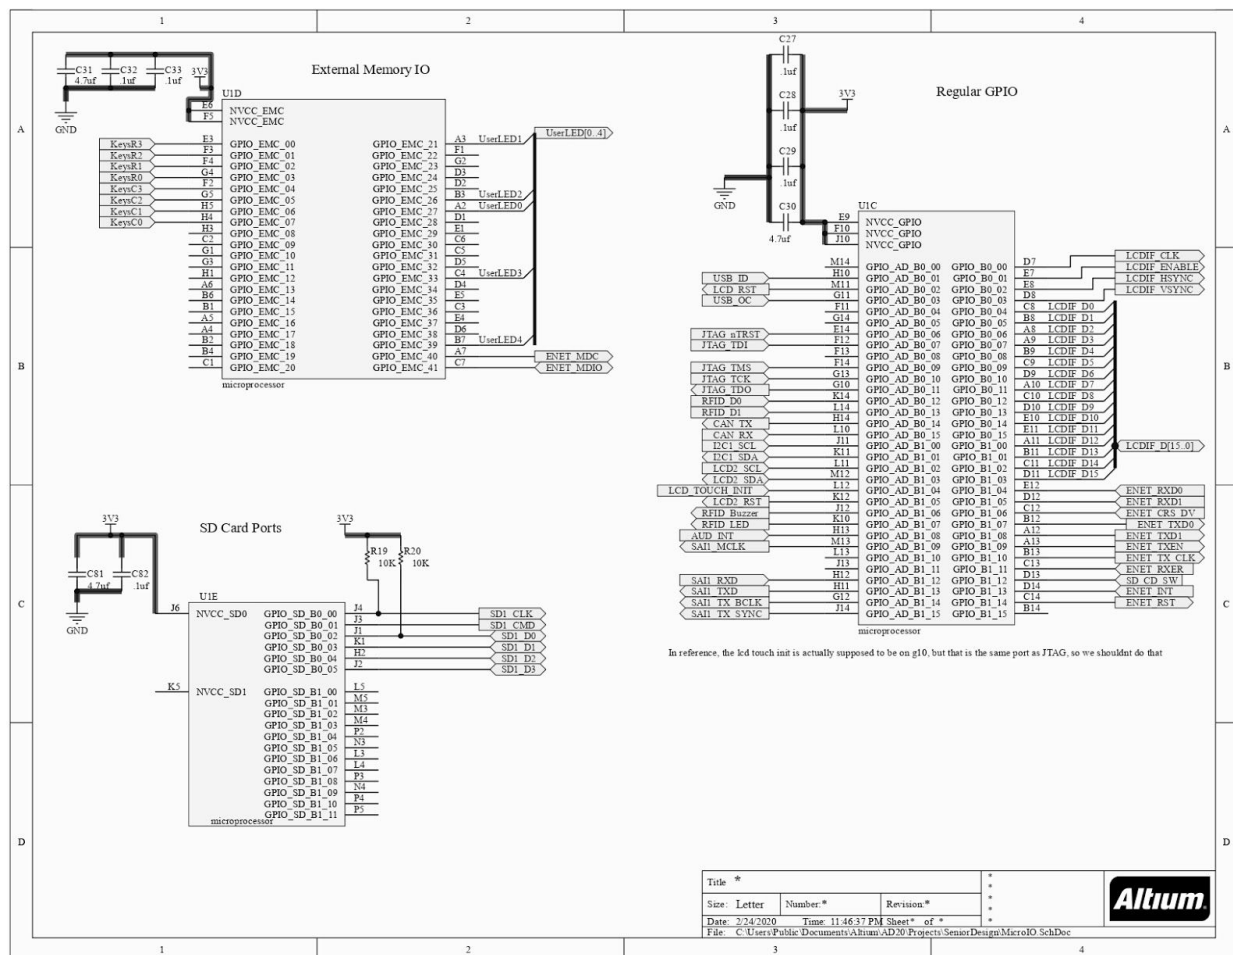 1 2 3 4
A
B
C
D
External Memory IO
C31 C32 C33 3V3
4.7uf .1uf .1uf
GND
U1D
E6 NVCC_EMC
F5 NVCC_EMC
KeysR3 E3 GPIO_EMC_00 GPIO_EMC_21 A3 UserLED1 UserLED[0..4]
KeysR2 F3 GPIO_EMC_01 GPIO_EMC_22 F1
KeysR1 F4 GPIO_EMC_02 GPIO_EMC_23 G2
KeysR0 G4 GPIO_EMC_03 GPIO_EMC_24 D3
KeysC3 F2 GPIO_EMC_04 GPIO_EMC_25 D2
KeysC2 G5 GPIO_EMC_05 GPIO_EMC_26 B3 UserLED2
KeysC1 H5 GPIO_EMC_06 GPIO_EMC_27 A2 UserLED0
KeysC0 H4 GPIO_EMC_07 GPIO_EMC_28 D1
H3 GPIO_EMC_08 GPIO_EMC_29 E1
C2 GPIO_EMC_09 GPIO_EMC_30 C6
G1 GPIO_EMC_10 GPIO_EMC_31 C5
G3 GPIO_EMC_11 GPIO_EMC_32 D5
H1 GPIO_EMC_12 GPIO_EMC_33 C4 UserLED3
A6 GPIO_EMC_13 GPIO_EMC_34 D4
B6 GPIO_EMC_14 GPIO_EMC_35 E5
B1 GPIO_EMC_15 GPIO_EMC_36 C3
A5 GPIO_EMC_16 GPIO_EMC_37 E4
A4 GPIO_EMC_17 GPIO_EMC_38 D6
B2 GPIO_EMC_18 GPIO_EMC_39 B7 UserLED4
B4 GPIO_EMC_19 GPIO_EMC_40 A7 ENET_MDC
C1 GPIO_EMC_20 GPIO_EMC_41 C7 ENET_MDIO
microprocessor
Regular GPIO
C27
.1uf
C28 3V3
.1uf
C29
.1uf
GND
C30
4.7uf
U1C
E9 NVCC_GPIO
F10 NVCC_GPIO
J10 NVCC_GPIO
M14 GPIO_AD_B0_00 GPIO_B0_00 D7 LCDIF_CLK
USB_ID H10 GPIO_AD_B0_01 GPIO_B0_01 E7 LCDIF_ENABLE
LCD_RST M11 GPIO_AD_B0_02 GPIO_B0_02 E8 LCDIF_HSYNC
USB_OC G11 GPIO_AD_B0_03 GPIO_B0_03 D8 LCDIF_VSYNC
F11 GPIO_AD_B0_04 GPIO_B0_04 C8 LCDIF_D0
G14 GPIO_AD_B0_05 GPIO_B0_05 B8 LCDIF_D1
JTAG_nTRST E14 GPIO_AD_B0_06 GPIO_B0_06 A8 LCDIF_D2
JTAG_TDI F12 GPIO_AD_B0_07 GPIO_B0_07 A9 LCDIF_D3
F13 GPIO_AD_B0_08 GPIO_B0_08 B9 LCDIF_D4
JTAG_TMS F14 GPIO_AD_B0_09 GPIO_B0_09 C9 LCDIF_D5
JTAG_TCK G13 GPIO_AD_B0_10 GPIO_B0_10 D9 LCDIF_D6
JTAG_TDO G10 GPIO_AD_B0_11 GPIO_B0_11 A10 LCDIF_D7
RFID_D0 K14 GPIO_AD_B0_12 GPIO_B0_12 C10 LCDIF_D8
RFID_D1 L14 GPIO_AD_B0_13 GPIO_B0_13 D10 LCDIF_D9
CAN_TX H14 GPIO_AD_B0_14 GPIO_B0_14 E10 LCDIF_D10
CAN_RX L10 GPIO_AD_B0_15 GPIO_B0_15 E11 LCDIF_D11
I2C1_SCL J11 GPIO_AD_B1_00 GPIO_B1_00 A11 LCDIF_D12 LCDIF_D[15..0]
I2C1_SDA K11 GPIO_AD_B1_01 GPIO_B1_01 B11 LCDIF_D13
LCD2_SCL L11 GPIO_AD_B1_02 GPIO_B1_02 C11 LCDIF_D14
LCD2_SDA M12 GPIO_AD_B1_03 GPIO_B1_03 D11 LCDIF_D15
LCD_TOUCH_INIT L12 GPIO_AD_B1_04 GPIO_B1_04 E12 ENET_RXD0
LCD2_RST K12 GPIO_AD_B1_05 GPIO_B1_05 D12 ENET_RXD1
RFID_Buzzer J12 GPIO_AD_B1_06 GPIO_B1_06 C12 ENET_CRS_DV
RFID_LED K10 GPIO_AD_B1_07 GPIO_B1_07 B12 ENET_TXD0
AUD_INT H13 GPIO_AD_B1_08 GPIO_B1_08 A12 ENET_TXD1
SAI1_MCLK M13 GPIO_AD_B1_09 GPIO_B1_09 A13 ENET_TXEN
L13 GPIO_AD_B1_10 GPIO_B1_10 B13 ENET_TX_CLK
J13 GPIO_AD_B1_11 GPIO_B1_11 C13 ENET_RXER
SAI1_RXD H12 GPIO_AD_B1_12 GPIO_B1_12 D13 SD_CD_SW
SAI1_TXD H11 GPIO_AD_B1_13 GPIO_B1_13 D14 ENET_INT
SAI1_TX_BCLK G12 GPIO_AD_B1_14 GPIO_B1_14 C14 ENET_RST
SAI1_TX_SYNC J14 GPIO_AD_B1_15 GPIO_B1_15 B14
microprocessor
In reference, the lcd touch init is actually supposed to be on g10, but that is the same port as JTAG, so we shouldnt do that
SD Card Ports
3V3 3V3
R19 R20
10K 10K
C81 C82
4.7uf .1uf
GND
U1E
J6 NVCC_SD0 GPIO_SD_B0_00 J4 SD1_CLK
GPIO_SD_B0_01 J3 SD1_CMD
GPIO_SD_B0_02 J1 SD1_D0
GPIO_SD_B0_03 K1 SD1_D1
GPIO_SD_B0_04 H2 SD1_D2
GPIO_SD_B0_05 J2 SD1_D3
K5 NVCC_SD1 GPIO_SD_B1_00 L5
GPIO_SD_B1_01 M5
GPIO_SD_B1_02 M3
GPIO_SD_B1_03 M4
GPIO_SD_B1_04 P2
GPIO_SD_B1_05 N3
GPIO_SD_B1_06 L3
GPIO_SD_B1_07 L4
GPIO_SD_B1_08 P3
GPIO_SD_B1_09 N4
GPIO_SD_B1_10 P4
GPIO_SD_B1_11 P5
microprocessor
Title *
Size: Letter Number:* Revision:*
Date: 2/24/2020 Time: 11:46:37 PM Sheet* of *
File: C:\Users\Public\Documents\Altium\AD20\Projects\SeniorDesign\MicroIO.SchDoc
*
*
*
*
*
Altium
A
B
C
D
1 2 3 4